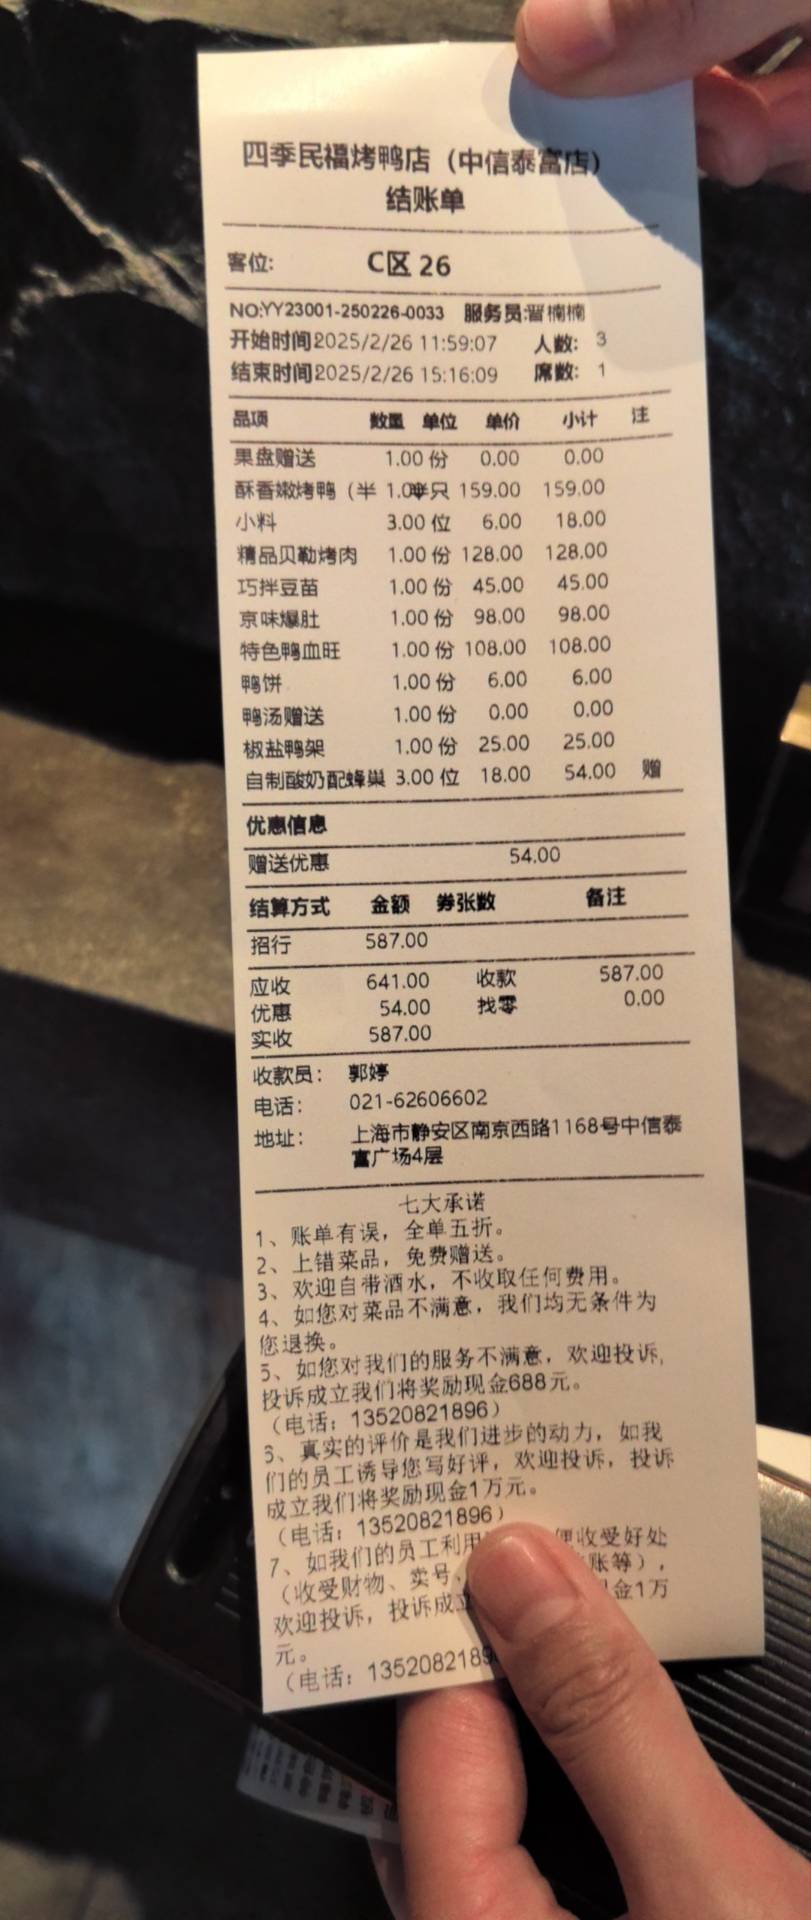 四季民福烤鸭店（中信泰富店）
结账单
客位: C区 26
NO:YY23001-250226-0033 服务员:晋楠楠
开始时间2025/2/26 11:59:07 人数: 3
结束时间2025/2/26 15:16:09 席数: 1
品项 数量 单位 单价 小计 注
果盘赠送 1.00 份 0.00 0.00
酥香嫩烤鸭（半 1.00半只 159.00 159.00
小料 3.00 位 6.00 18.00
精品贝勒烤肉 1.00 份 128.00 128.00
巧拌豆苗 1.00 份 45.00 45.00
京味爆肚 1.00 份 98.00 98.00
特色鸭血旺 1.00 份 108.00 108.00
鸭饼 1.00 份 6.00 6.00
鸭汤赠送 1.00 份 0.00 0.00
椒盐鸭架 1.00 份 25.00 25.00
自制酸奶配蜂巢 3.00 位 18.00 54.00 赠
优惠信息
赠送优惠 54.00
结算方式 金额 券张数 备注
招行 587.00
应收 641.00 收款 587.00
优惠 54.00 找零 0.00
实收 587.00
收款员: 郭婷
电话: 021-62606602
地址: 上海市静安区南京西路1168号中信泰
富广场4层
七大承诺
1、账单有误，全单五折。
2、上错菜品，免费赠送。
3、欢迎自带酒水，不收取任何费用。
4、如您对菜品不满意，我们均无条件为
您退换。
5、如您对我们的服务不满意，欢迎投诉,
投诉成立我们将奖励现金688元。
（电话: 13520821896）
6、真实的评价是我们进步的动力，如我
们的员工诱导您写好评，欢迎投诉，投诉
成立我们将奖励现金1万元。
（电话: 13520821896）
7、如我们的员工利用 便收受好处
（收受财物、卖号、 账等），
欢迎投诉，投诉成立 金1万
元。
（电话: 1352082189